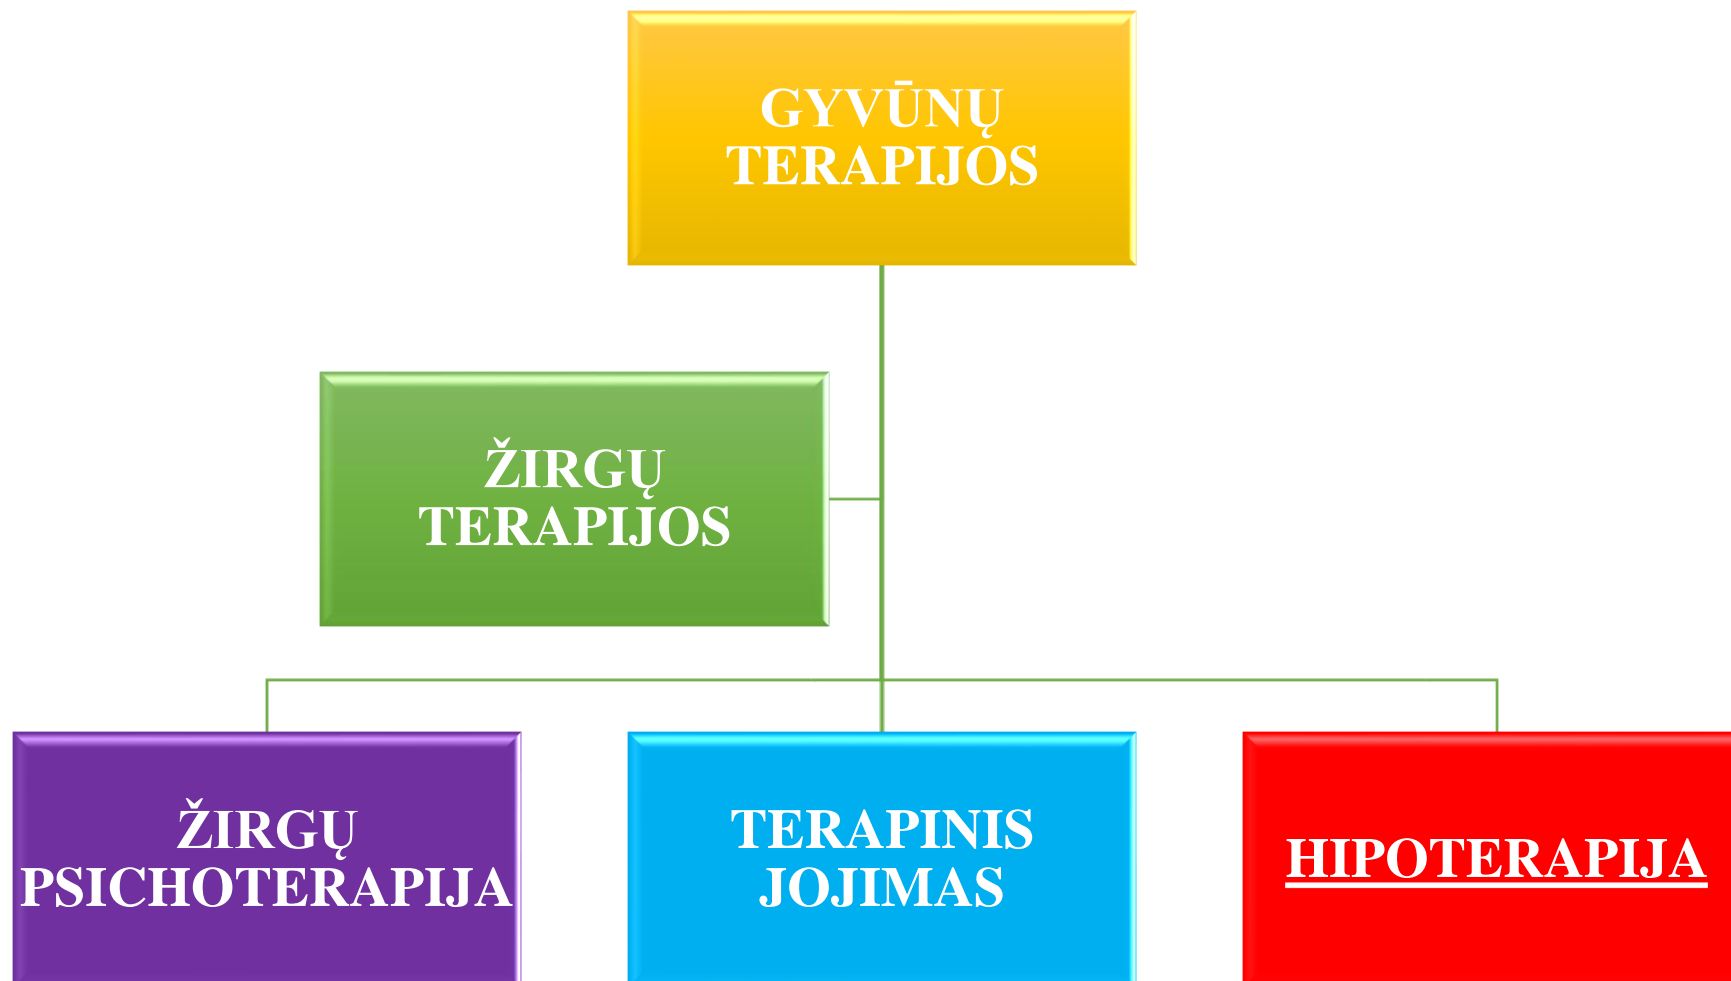 GYVŪNŲ
TERAPIJOS
ŽIRGŲ
TERAPIJOS
ŽIRGŲ
PSICHOTERAPIJA
TERAPINIS
JOJIMAS
HIPOTERAPIJA